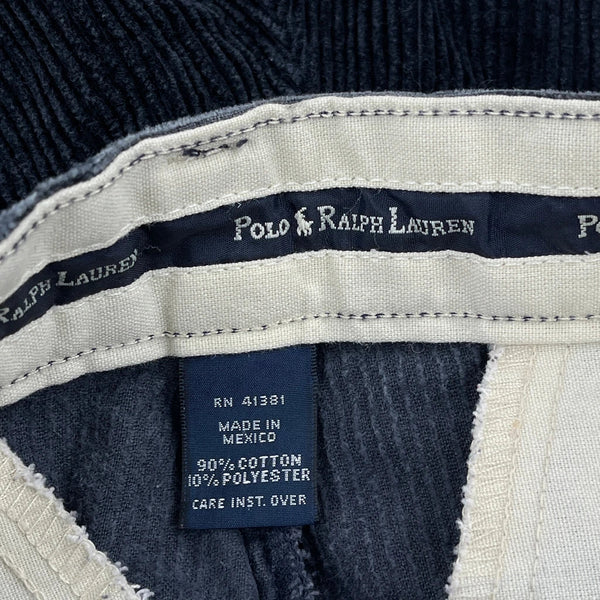 POLO RALPH LAUREN
RALPH LAUREN
RN 41381
MADE IN
MEXICO
90% COTTON
10% POLYESTER
CARE INST. OVER